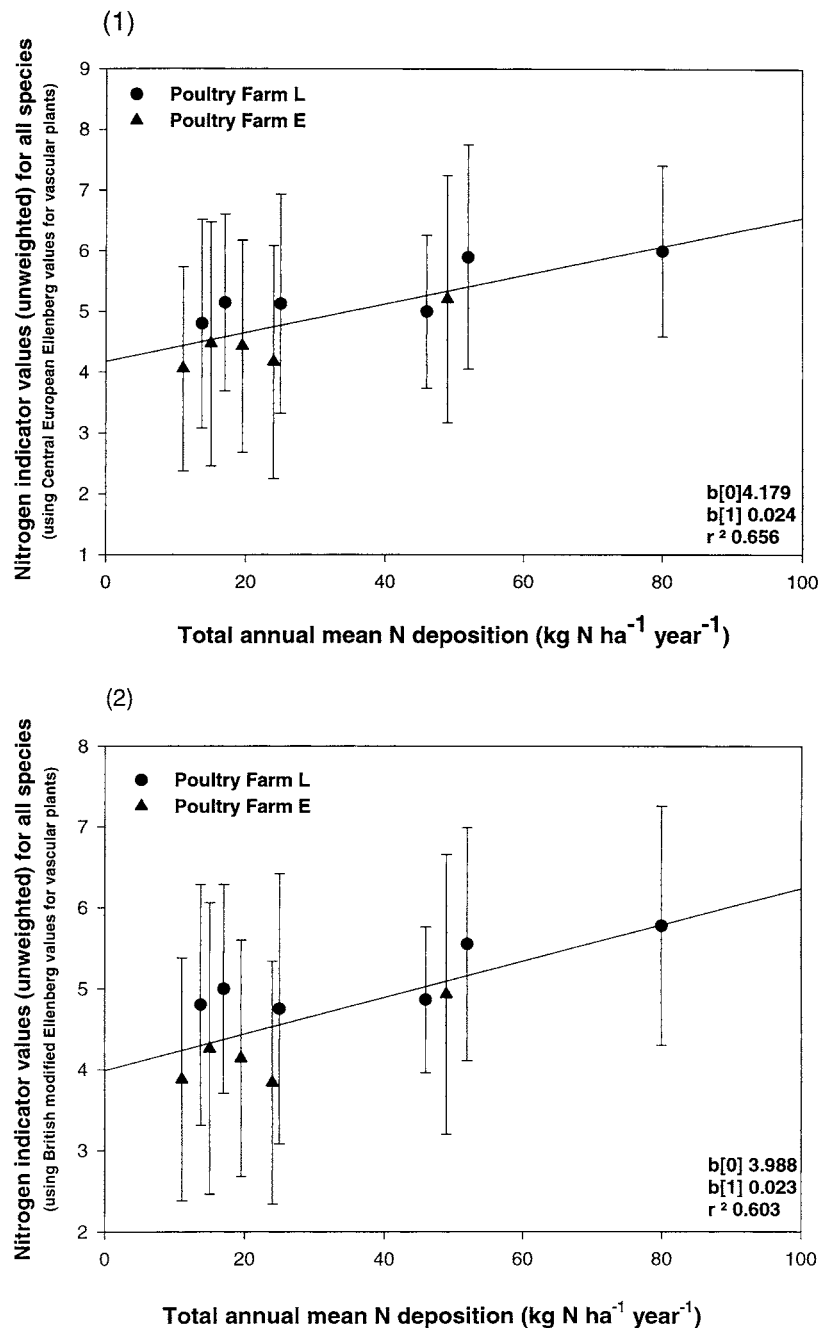 (1)
Nitrogen indicator values (unweighted) for all species
(using Central European Ellenberg values for vascular plants)
9
8
7
6
5
4
3
2
1
● Poultry Farm L
▲ Poultry Farm E
b[0]4.179
b[1] 0.024
r ² 0.656
0 20 40 60 80 100
Total annual mean N deposition (kg N ha⁻¹ year⁻¹)
(2)
Nitrogen indicator values (unweighted) for all species
(using British modified Ellenberg values for vascular plants)
8
7
6
5
4
3
2
● Poultry Farm L
▲ Poultry Farm E
b[0] 3.988
b[1] 0.023
r ² 0.603
0 20 40 60 80 100
Total annual mean N deposition (kg N ha⁻¹ year⁻¹)